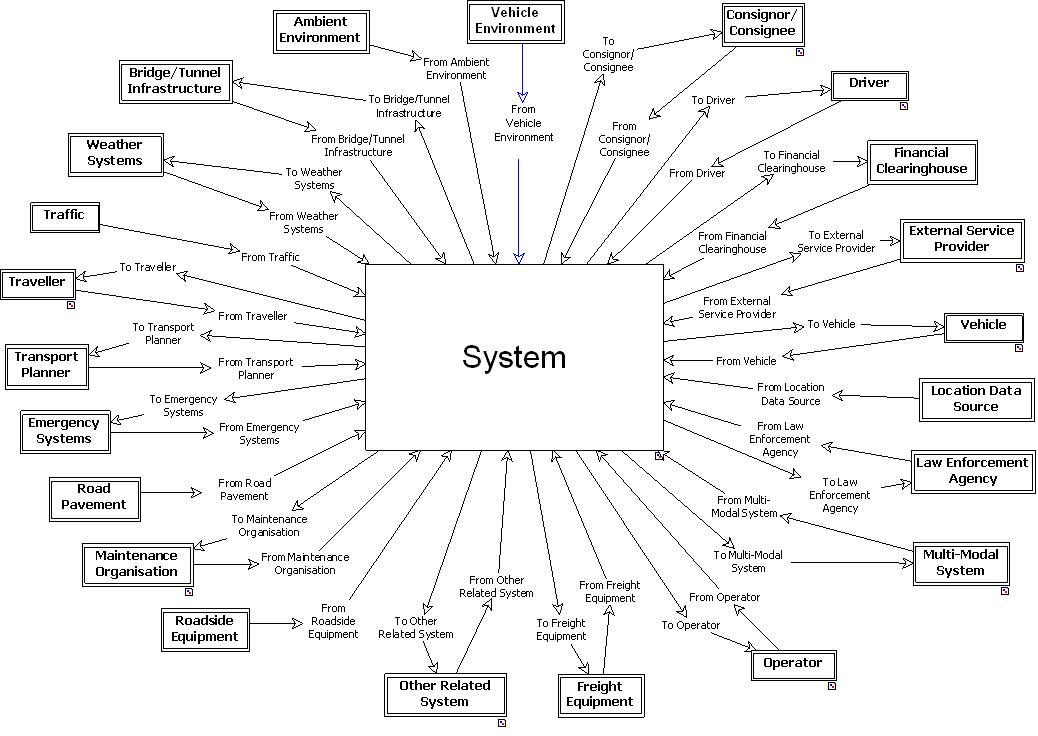 Ambient
Environment
Vehicle
Environment
Consignor/
Consignee
From Ambient
Environment
To
Consignor/
Consignee
Bridge/Tunnel
Infrastructure
To Bridge/Tunnel
Infrastructure
From
Vehicle
Environment
To Driver
Driver
From Bridge/Tunnel
Infrastructure
From
Consignor/
Consignee
Weather
Systems
To Weather
Systems
From Driver
To Financial
Clearinghouse
Financial
Clearinghouse
Traffic
From Weather
Systems
From Financial
Clearinghouse
To External
Service Provider
External Service
Provider
From Traffic
Traveller
To Traveller
From Traveller
From External
Service Provider
To Vehicle
Vehicle
To Transport
Planner
Transport
Planner
From Transport
Planner
System
From Vehicle
From Location
Data Source
Location Data
Source
To Emergency
Systems
Emergency
Systems
From Emergency
Systems
From Law
Enforcement
Agency
Law Enforcement
Agency
To Law
Enforcement
Agency
Road
Pavement
From Road
Pavement
From Multi-
Modal System
To Maintenance
Organisation
Maintenance
Organisation
From Maintenance
Organisation
To Multi-Modal
System
Multi-Modal
System
Roadside
Equipment
From
Roadside
Equipment
To Other
Related System
From Other
Related System
From Freight
Equipment
To Freight
Equipment
From Operator
To Operator
Operator
Other Related
System
Freight
Equipment